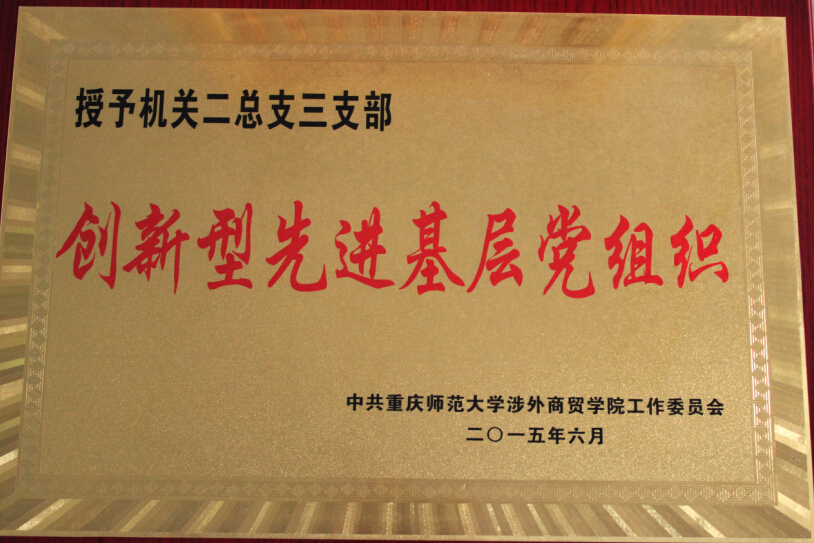 授予机关二总支三支部
创新型先进基层党组织
中共重庆师范大学涉外商贸学院工作委员会
二〇一五年六月